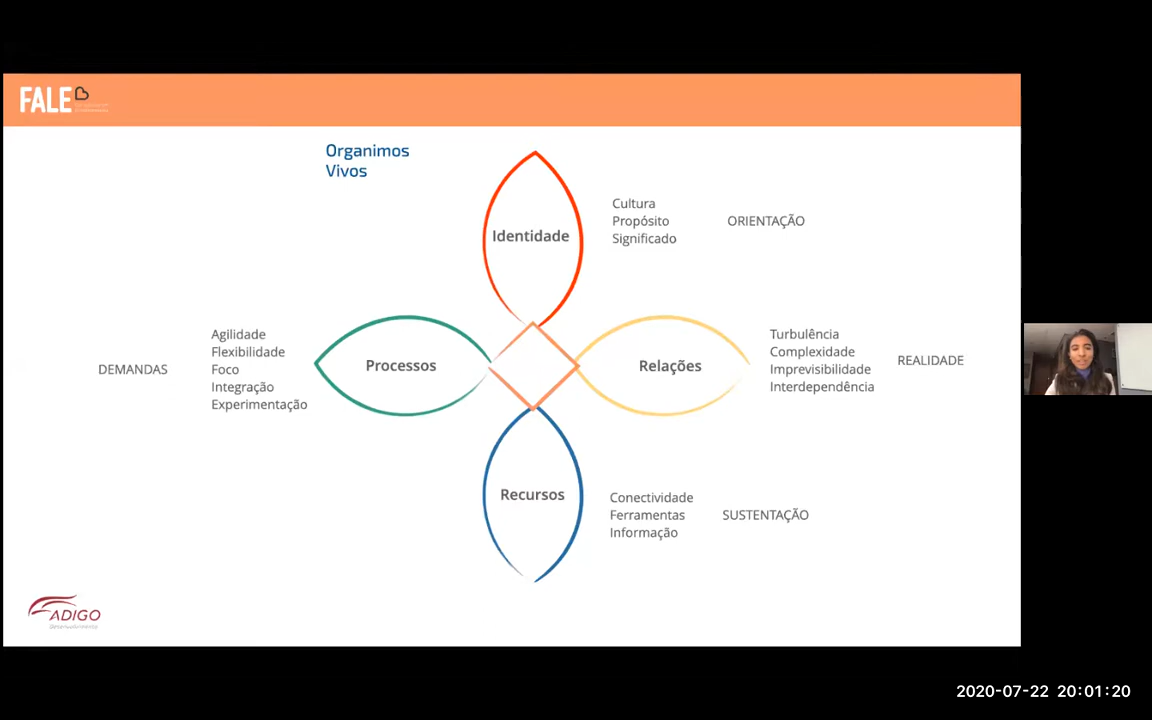 FALE
Organimos
Vivos
Identidade
Cultura
Propósito
Significado
ORIENTAÇÃO
DEMANDAS
Agilidade
Flexibilidade
Foco
Integração
Experimentação
Processos
Relações
Turbulência
Complexidade
Imprevisibilidade
Interdependência
REALIDADE
Recursos
Conectividade
Ferramentas
Informação
SUSTENTAÇÃO
ADIGO
Desenvolvimento
2020-07-22 20:01:20